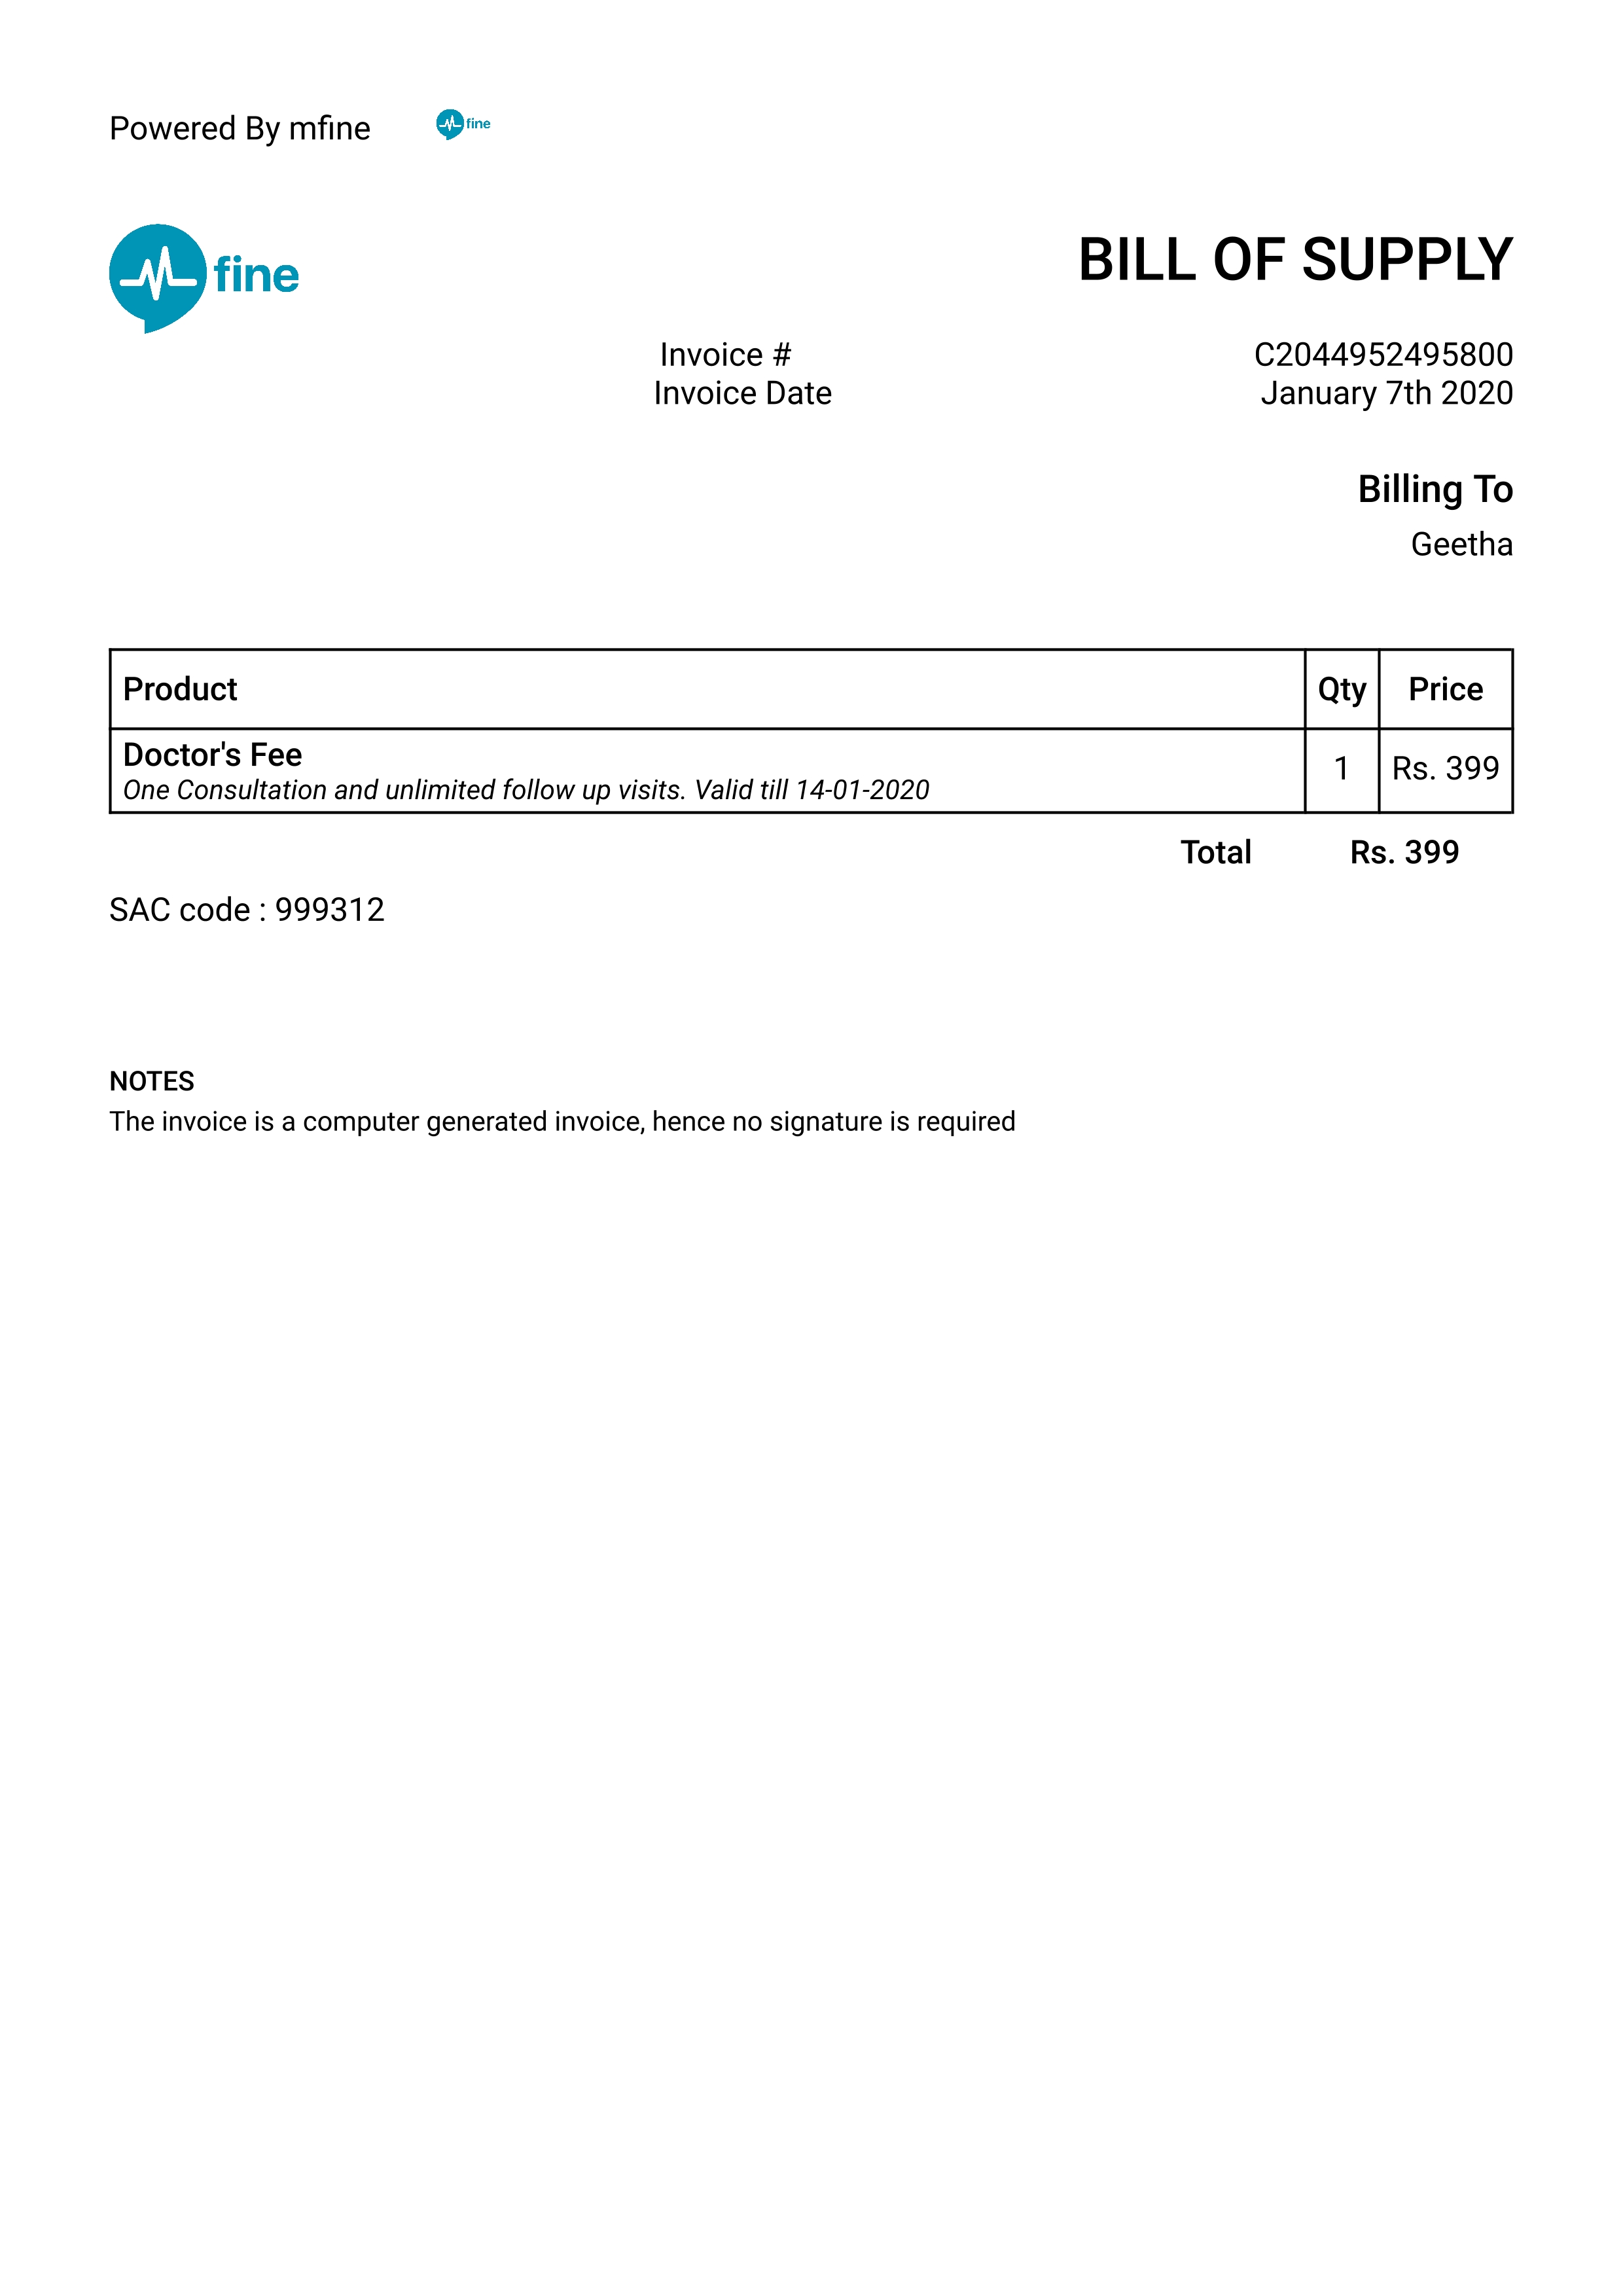 Powered By mfine
fine
fine
BILL OF SUPPLY
Invoice # C2044952495800
Invoice Date January 7th 2020
Billing To
Geetha
Product Qty Price
Doctor's Fee
One Consultation and unlimited follow up visits. Valid till 14-01-2020
1 Rs. 399
Total Rs. 399
SAC code : 999312
NOTES
The invoice is a computer generated invoice, hence no signature is required